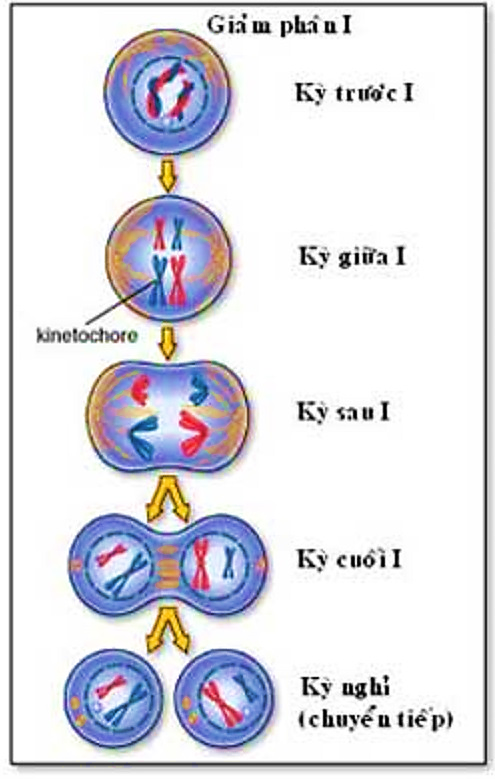 Giảm phân I
Kỳ trước I
Kỳ giữa I
kinetochore
Kỳ sau I
Kỳ cuối I
Kỳ nghỉ
(chuyển tiếp)